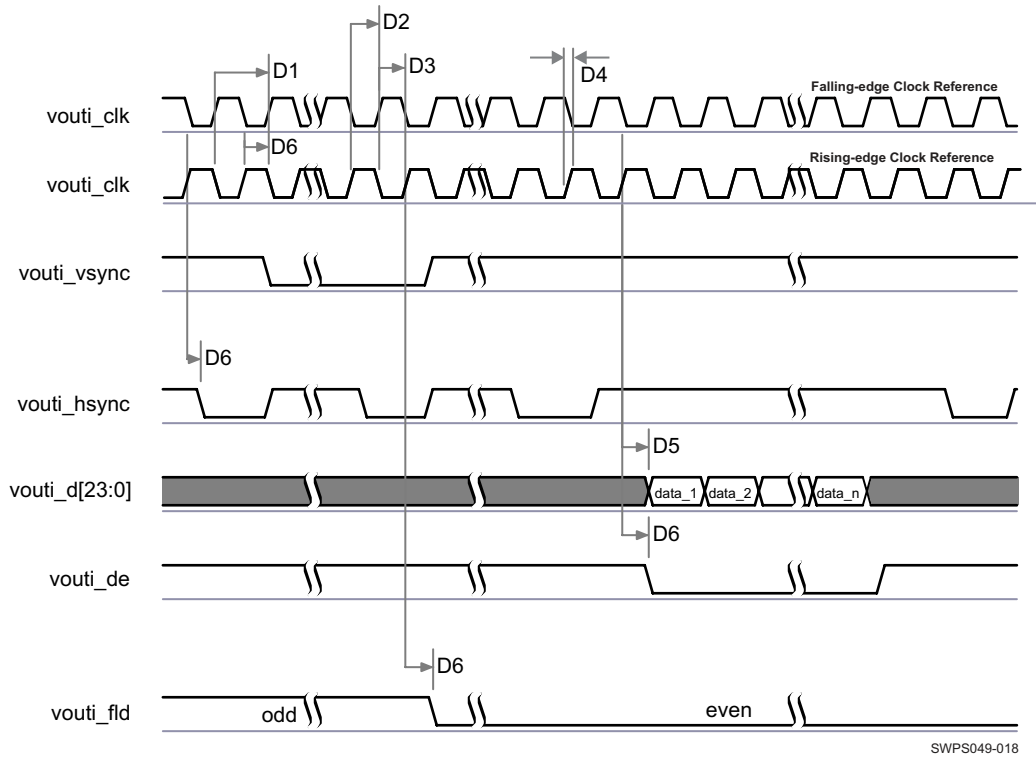 D2
D1
D3
D4
Falling-edge Clock Reference
vouti_clk
D6
Rising-edge Clock Reference
vouti_clk
vouti_vsync
D6
vouti_hsync
D5
vouti_d[23:0]
data_1
data_2
data_n
D6
vouti_de
D6
vouti_fld
odd
even
SWPS049-018